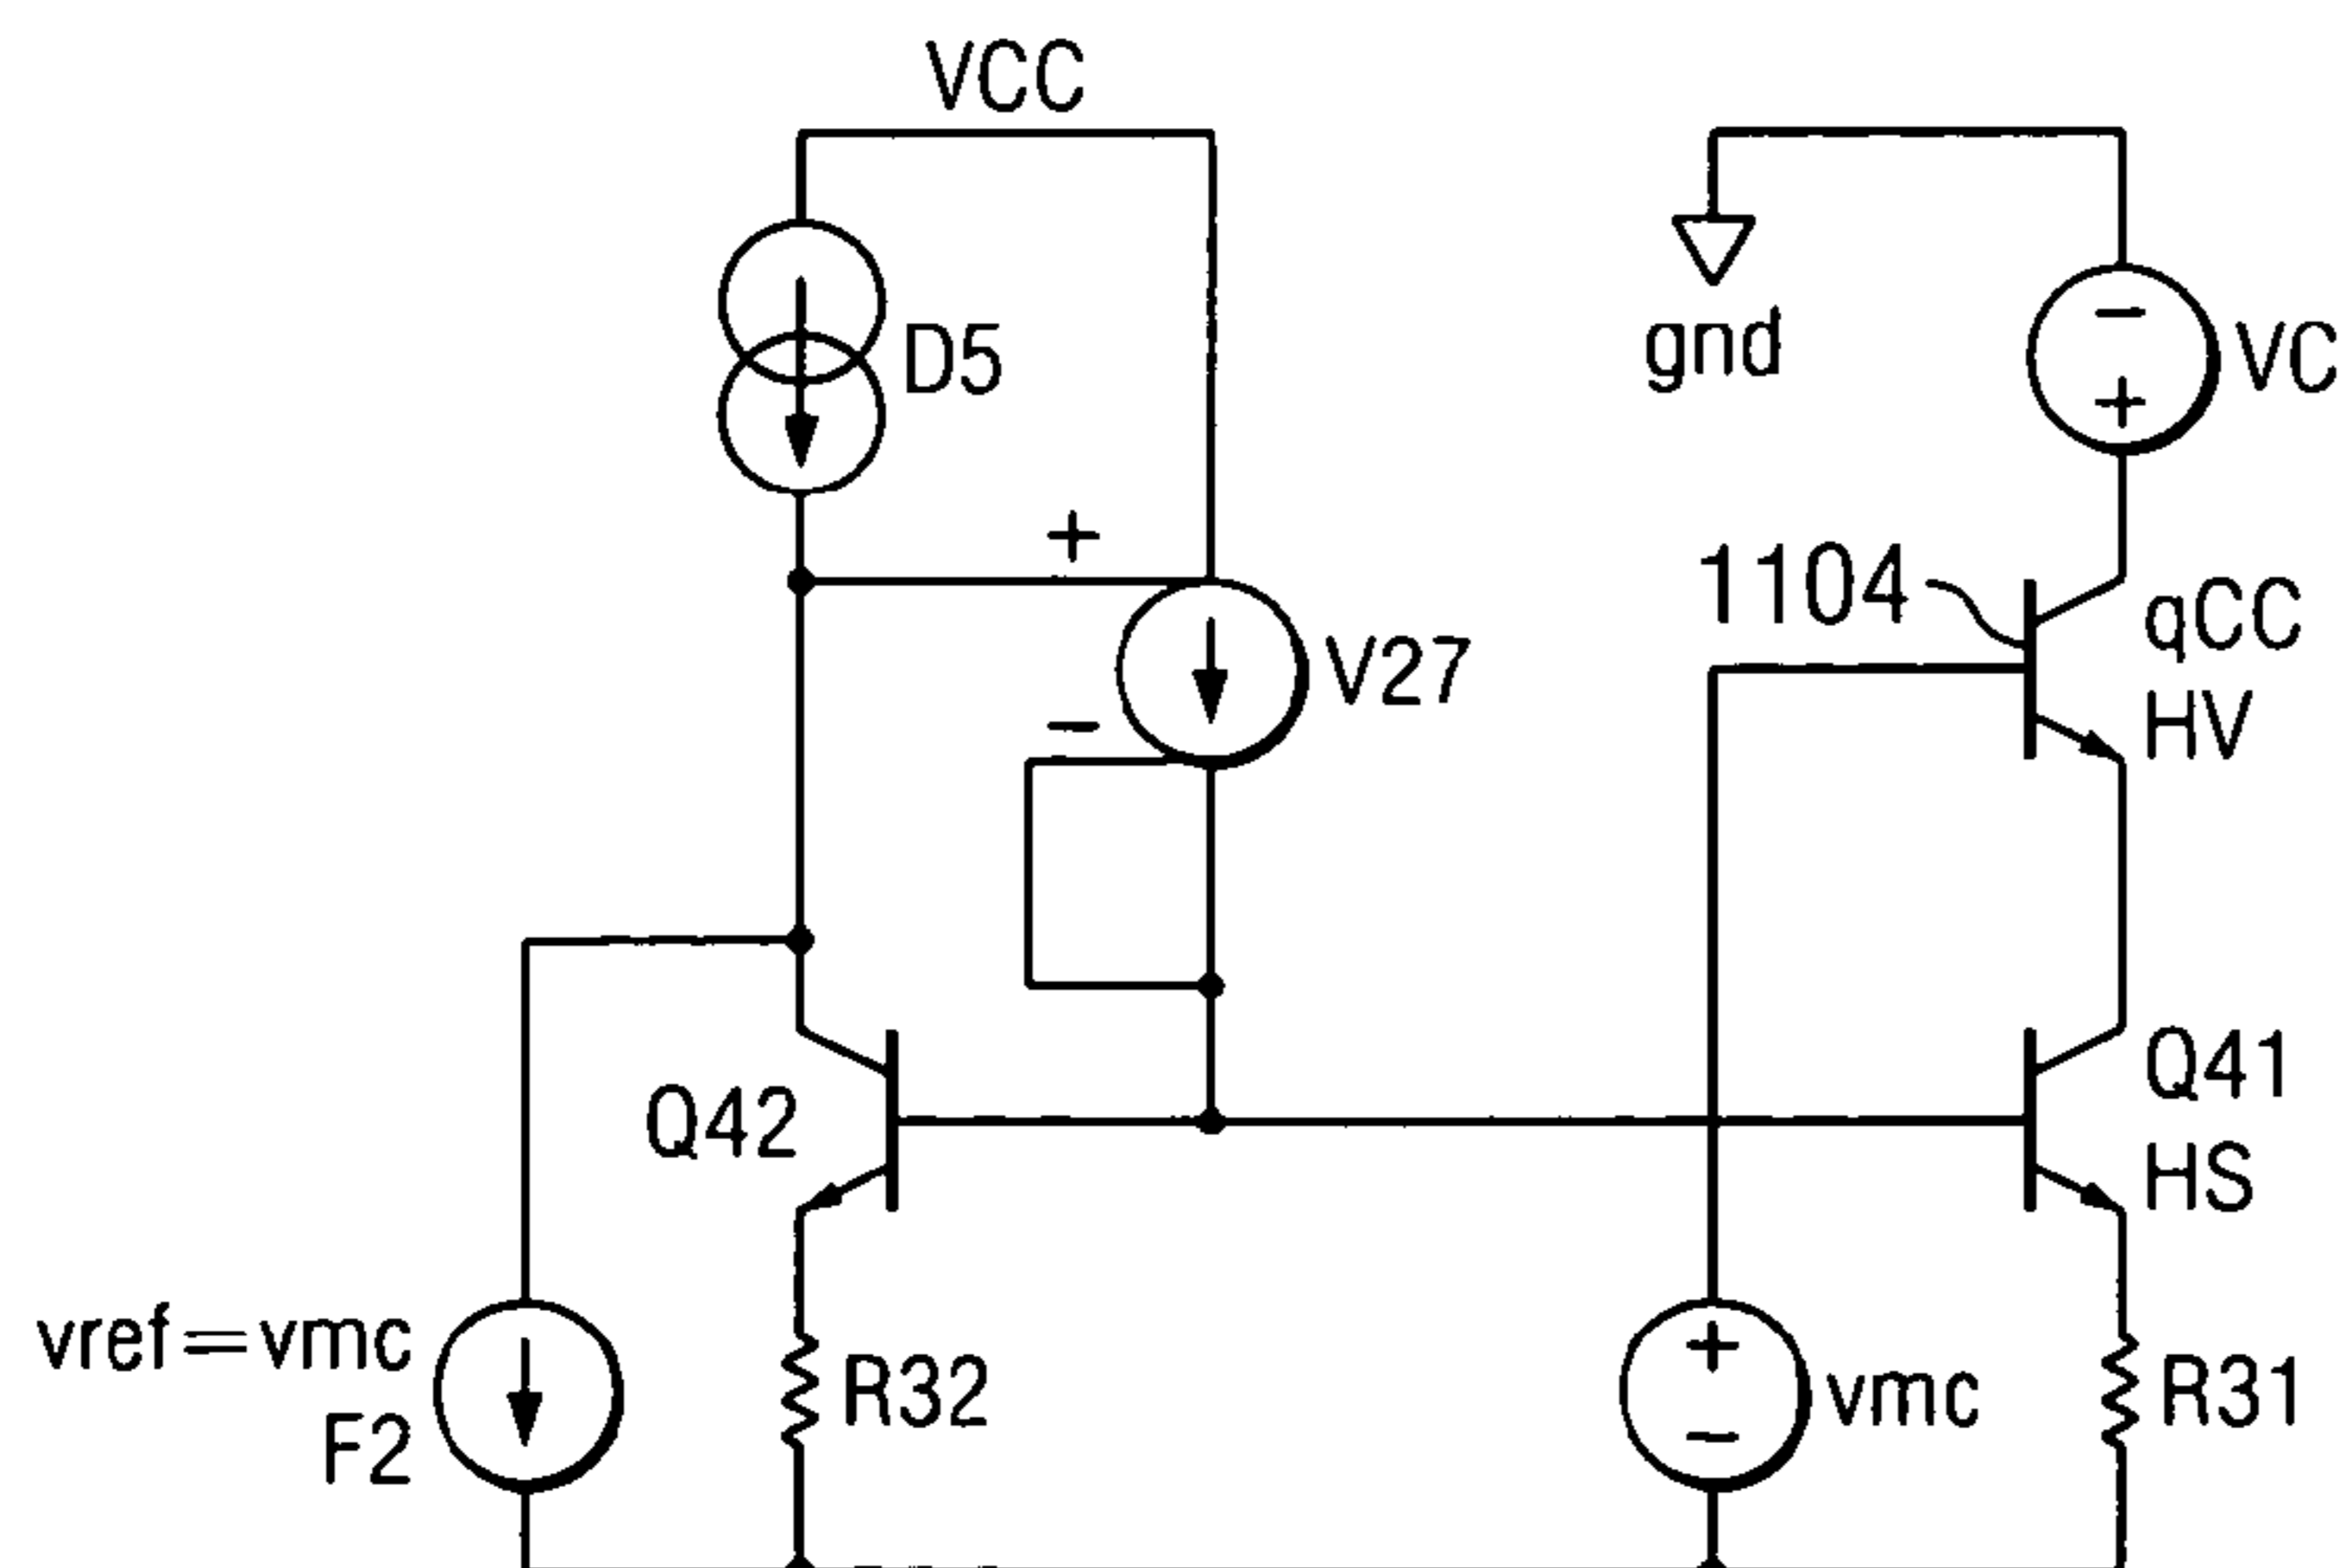 VCC
D5
gnd
−
+
VC
+
−
V27
1104
qCC
HV
Q42
Q41
HS
vref=vmc
F2
R32
+
−
vmc
R31